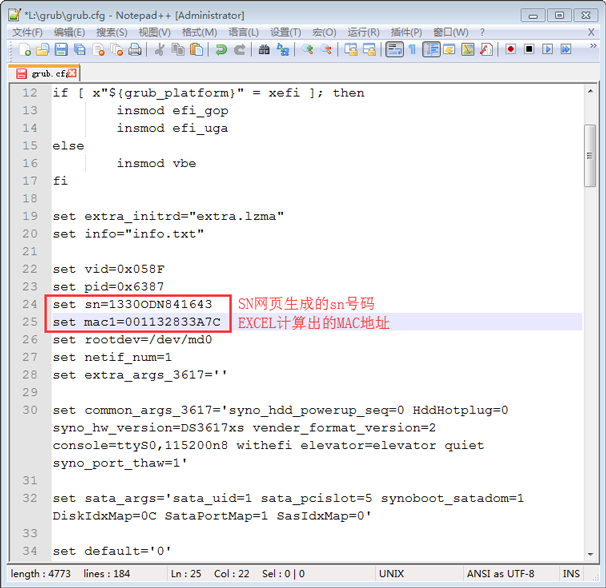 *L:\grub\grub.cfg - Notepad++ [Administrator]
文件(F) 编辑(E) 搜索(S) 视图(V) 格式(M) 语言(L) 设置(T) 宏(O) 运行(R) 插件(P) 窗口(W) ? X
grub.cfg
12 if [ x"${grub_platform}" = xefi ]; then
13 insmod efi_gop
14 insmod efi_uga
15 else
16 insmod vbe
17 fi
18
19 set extra_initrd="extra.lzma"
20 set info="info.txt"
21
22 set vid=0x058F
23 set pid=0x6387
24 set sn=1330ODN841643 SN网页生成的sn号码
25 set mac1=001132833A7C EXCEL计算出的MAC地址
26 set rootdev=/dev/md0
27 set netif_num=1
28 set extra_args_3617=''
29
30 set common_args_3617='syno_hdd_powerup_seq=0 HddHotplug=0
syno_hw_version=DS3617xs vender_format_version=2
console=ttyS0,115200n8 withefi elevator=elevator quiet
syno_port_thaw=1'
31
32 set sata_args='sata_uid=1 sata_pcislot=5 synoboot_satadom=1
DiskIdxMap=0C SataPortMap=1 SasIdxMap=0'
33
34 set default='0'
length : 4773 lines : 184 Ln : 25 Col : 22 Sel : 0 | 0 UNIX ANSI as UTF-8 INS